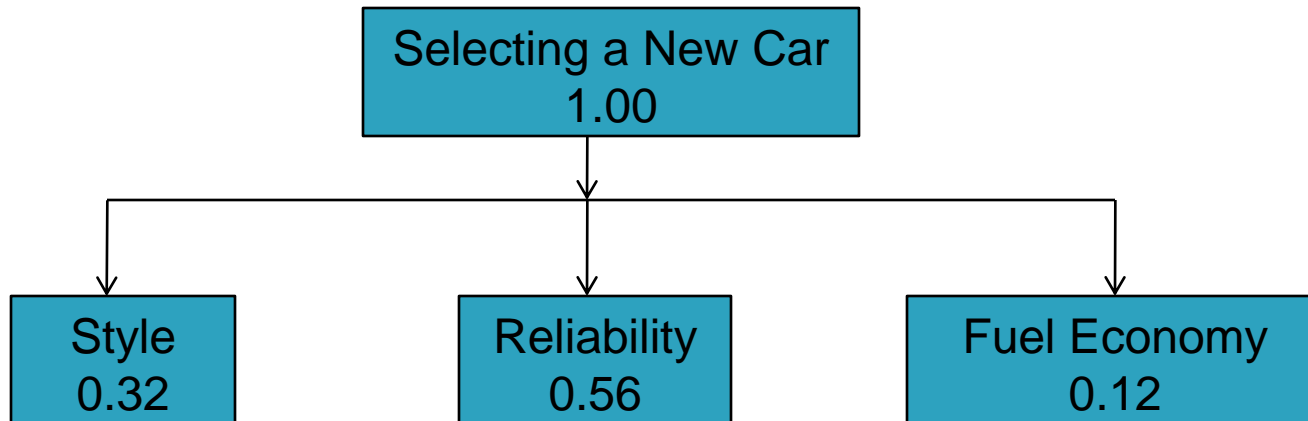 Selecting a New Car
1.00
Style
0.32
Reliability
0.56
Fuel Economy
0.12